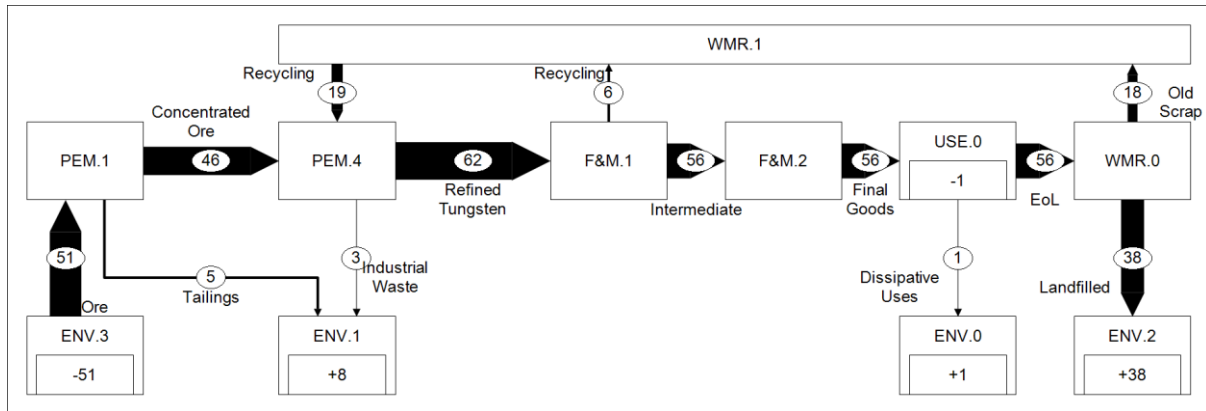 WMR.1
Recycling
19
Recycling
6
18
Old
Scrap
Concentrated
Ore
PEM.1
46
PEM.4
62
Refined
Tungsten
F&M.1
56
Intermediate
F&M.2
56
Final
Goods
USE.0
-1
56
EoL
WMR.0
51
Ore
5
Tailings
3
Industrial
Waste
1
Dissipative
Uses
38
Landfilled
ENV.3
-51
ENV.1
+8
ENV.0
+1
ENV.2
+38